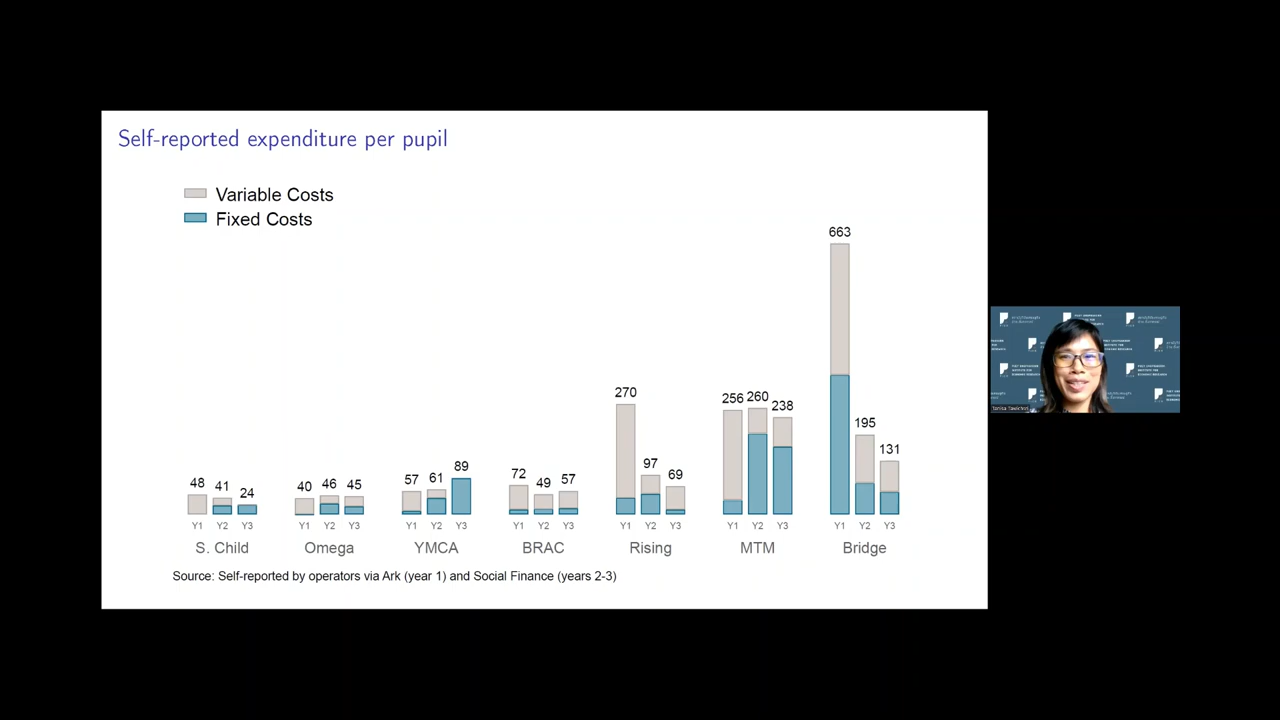 Self-reported expenditure per pupil
Variable Costs
Fixed Costs
48 41 24
40 46 45
57 61 89
72 49 57
270 97 69
256 260 238
663 195 131
Y1 Y2 Y3 Y1 Y2 Y3 Y1 Y2 Y3 Y1 Y2 Y3 Y1 Y2 Y3 Y1 Y2 Y3 Y1 Y2 Y3
S. Child Omega YMCA BRAC Rising MTM Bridge
Source: Self-reported by operators via Ark (year 1) and Social Finance (years 2-3)